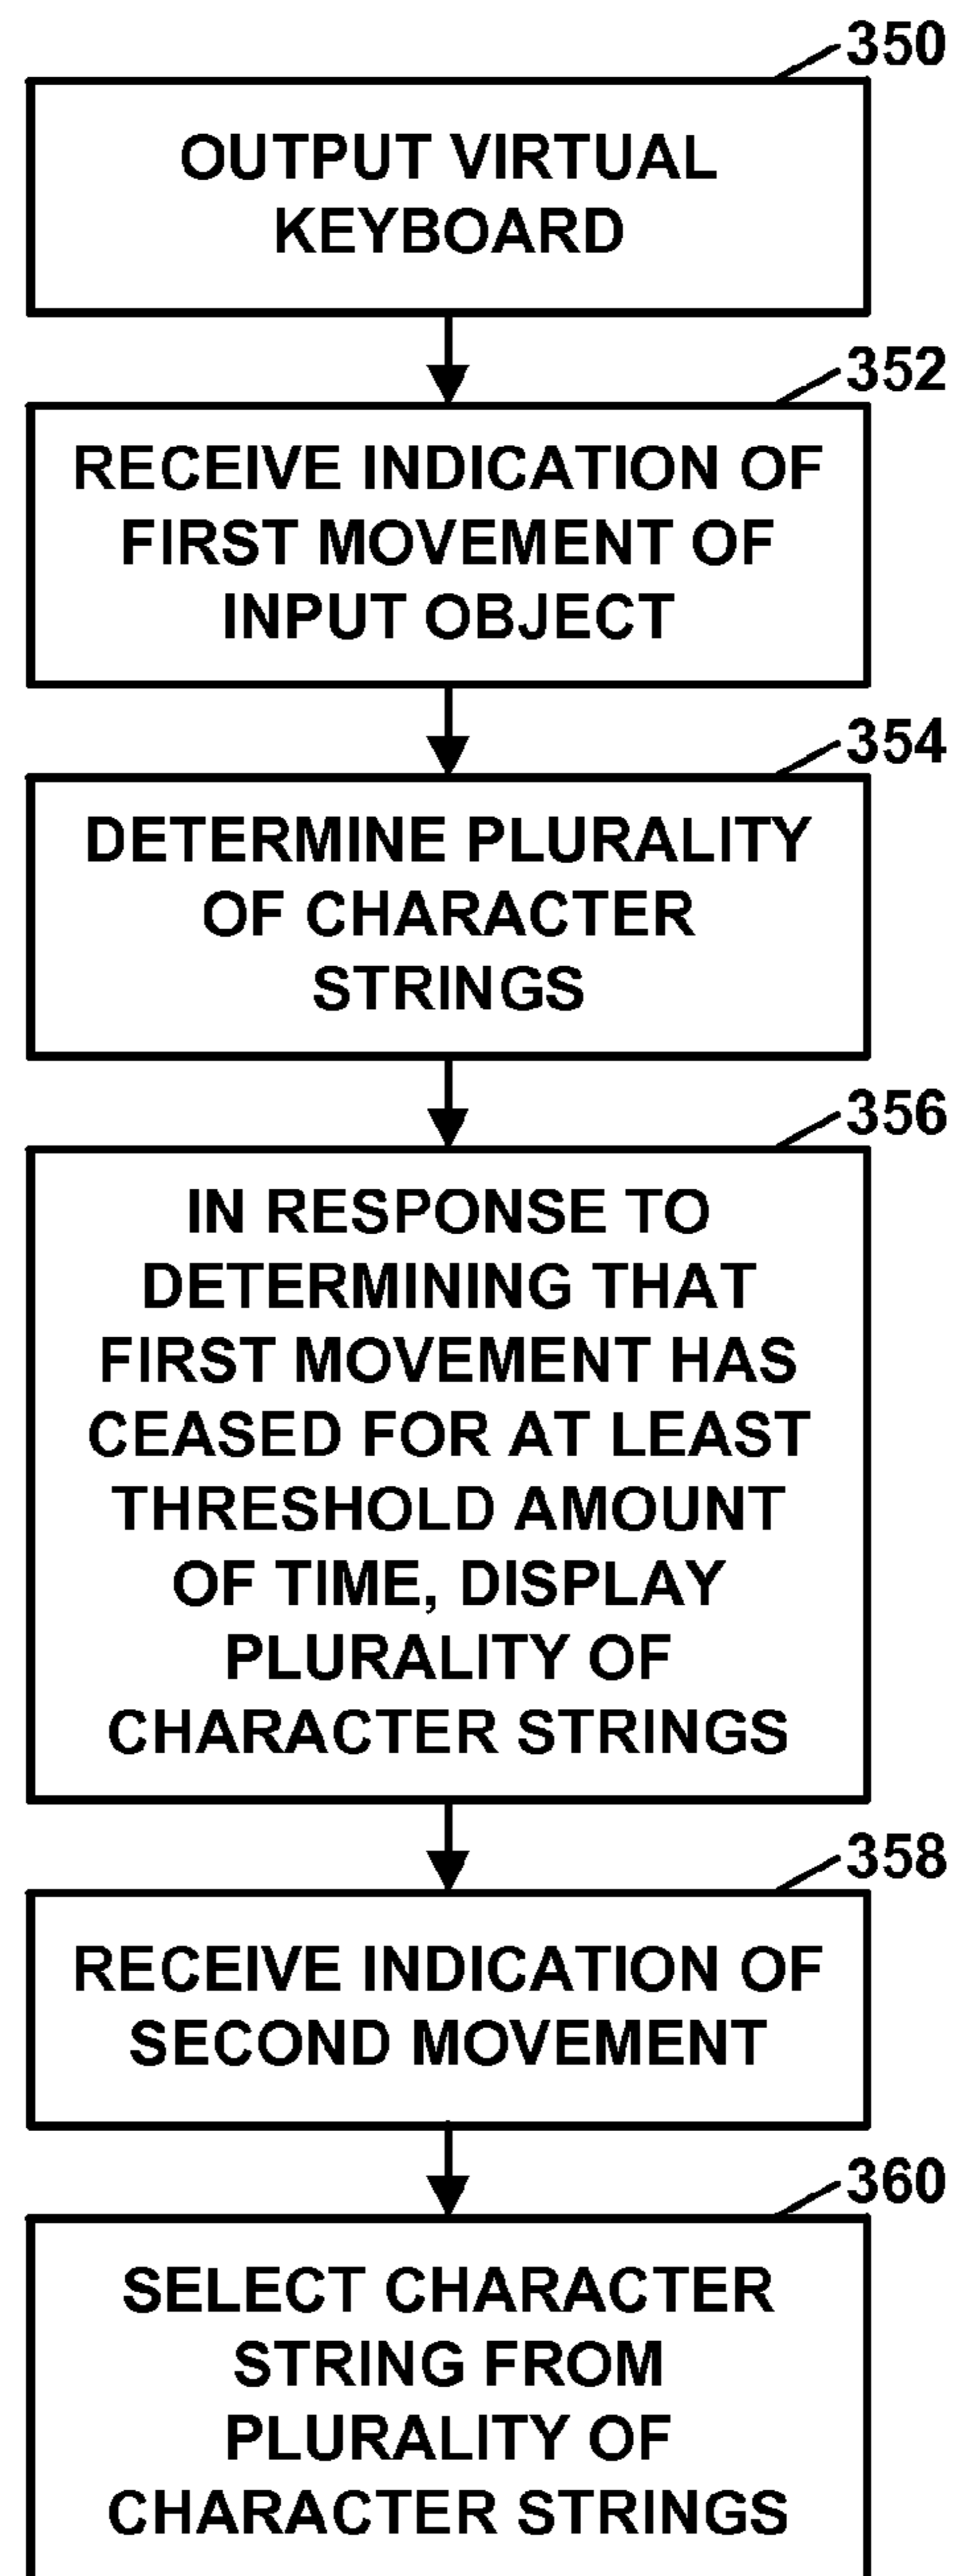 350
OUTPUT VIRTUAL
KEYBOARD
352
RECEIVE INDICATION OF
FIRST MOVEMENT OF
INPUT OBJECT
354
DETERMINE PLURALITY
OF CHARACTER
STRINGS
356
IN RESPONSE TO
DETERMINING THAT
FIRST MOVEMENT HAS
CEASED FOR AT LEAST
THRESHOLD AMOUNT
OF TIME, DISPLAY
PLURALITY OF
CHARACTER STRINGS
358
RECEIVE INDICATION OF
SECOND MOVEMENT
360
SELECT CHARACTER
STRING FROM
PLURALITY OF
CHARACTER STRINGS